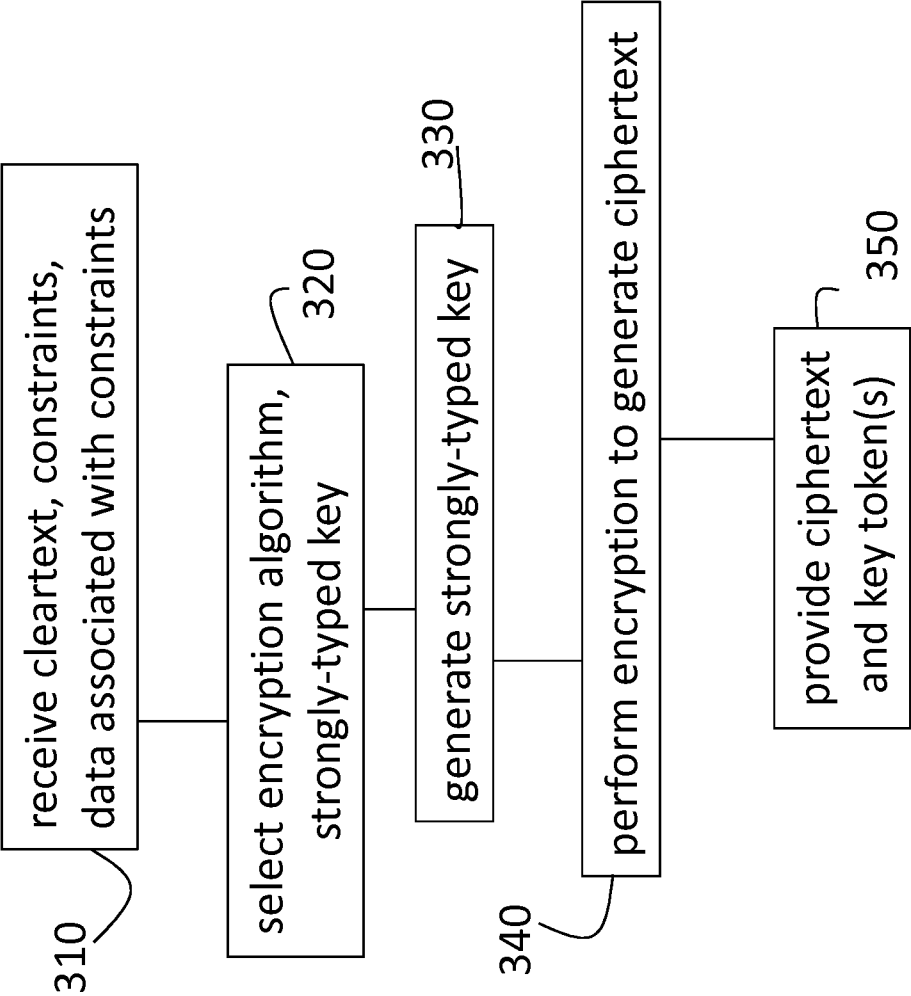 310
receive cleartext, constraints,
data associated with constraints
320
select encryption algorithm,
strongly-typed key
330
generate strongly-typed key
340
perform encryption to generate ciphertext
350
provide ciphertext
and key token(s)